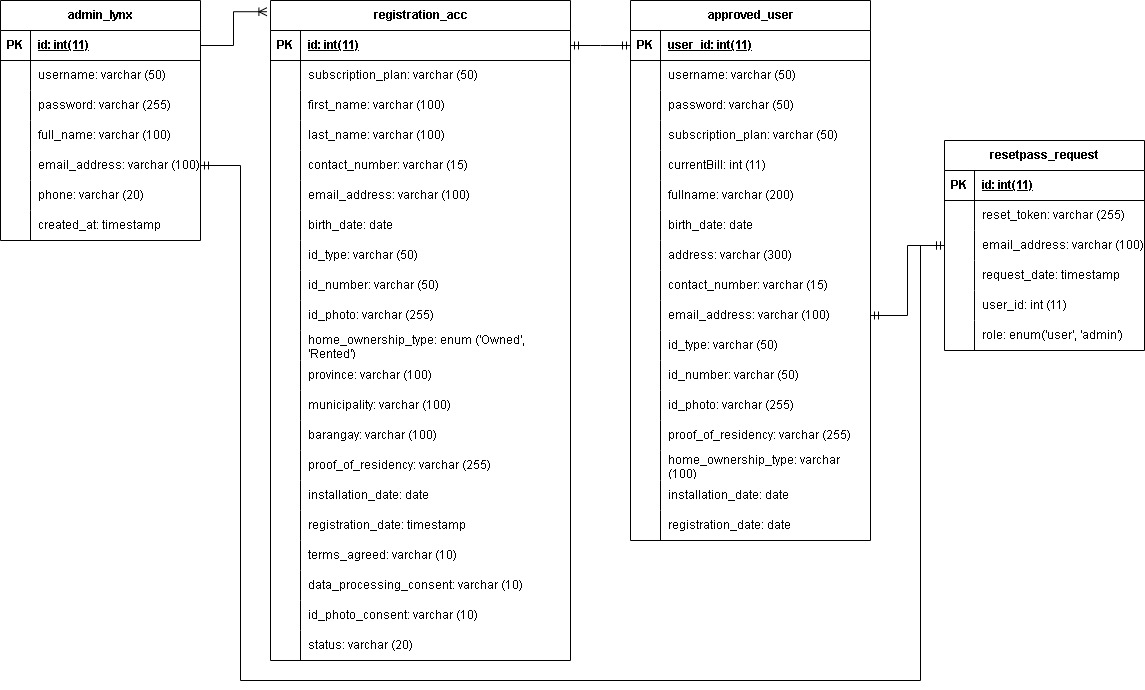 admin_lynx
PK id: int(11)
username: varchar (50)
password: varchar (255)
full_name: varchar (100)
email_address: varchar (100)
phone: varchar (20)
created_at: timestamp
registration_acc
PK id: int(11)
subscription_plan: varchar (50)
first_name: varchar (100)
last_name: varchar (100)
contact_number: varchar (15)
email_address: varchar (100)
birth_date: date
id_type: varchar (50)
id_number: varchar (50)
id_photo: varchar (255)
home_ownership_type: enum ('Owned',
'Rented')
province: varchar (100)
municipality: varchar (100)
barangay: varchar (100)
proof_of_residency: varchar (255)
installation_date: date
registration_date: timestamp
terms_agreed: varchar (10)
data_processing_consent: varchar (10)
id_photo_consent: varchar (10)
status: varchar (20)
approved_user
PK user_id: int(11)
username: varchar (50)
password: varchar (50)
subscription_plan: varchar (50)
currentBill: int (11)
fullname: varchar (200)
birth_date: date
address: varchar (300)
contact_number: varchar (15)
email_address: varchar (100)
id_type: varchar (50)
id_number: varchar (50)
id_photo: varchar (255)
proof_of_residency: varchar (255)
home_ownership_type: varchar
(100)
installation_date: date
registration_date: date
resetpass_request
PK id: int(11)
reset_token: varchar (255)
email_address: varchar (100)
request_date: timestamp
user_id: int (11)
role: enum('user', 'admin')